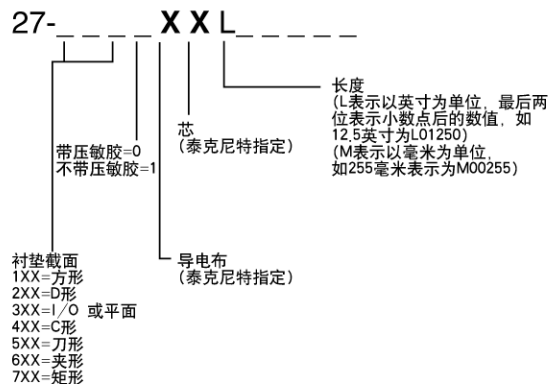 27-_ _ _ _ X X L _ _ _ _ _
长度
(L表示以英寸为单位，最后两
位表示小数点后的数值，如
12,5英寸为L01250)
(M表示以毫米为单位，
如255毫米表示为M00255)
芯
(泰克尼特指定)
带压敏胶=0
不带压敏胶=1
导电布
(泰克尼特指定)
衬垫截面
1XX=方形
2XX=D形
3XX=I/O 或平面
4XX=C形
5XX=刀形
6XX=夹形
7XX=矩形